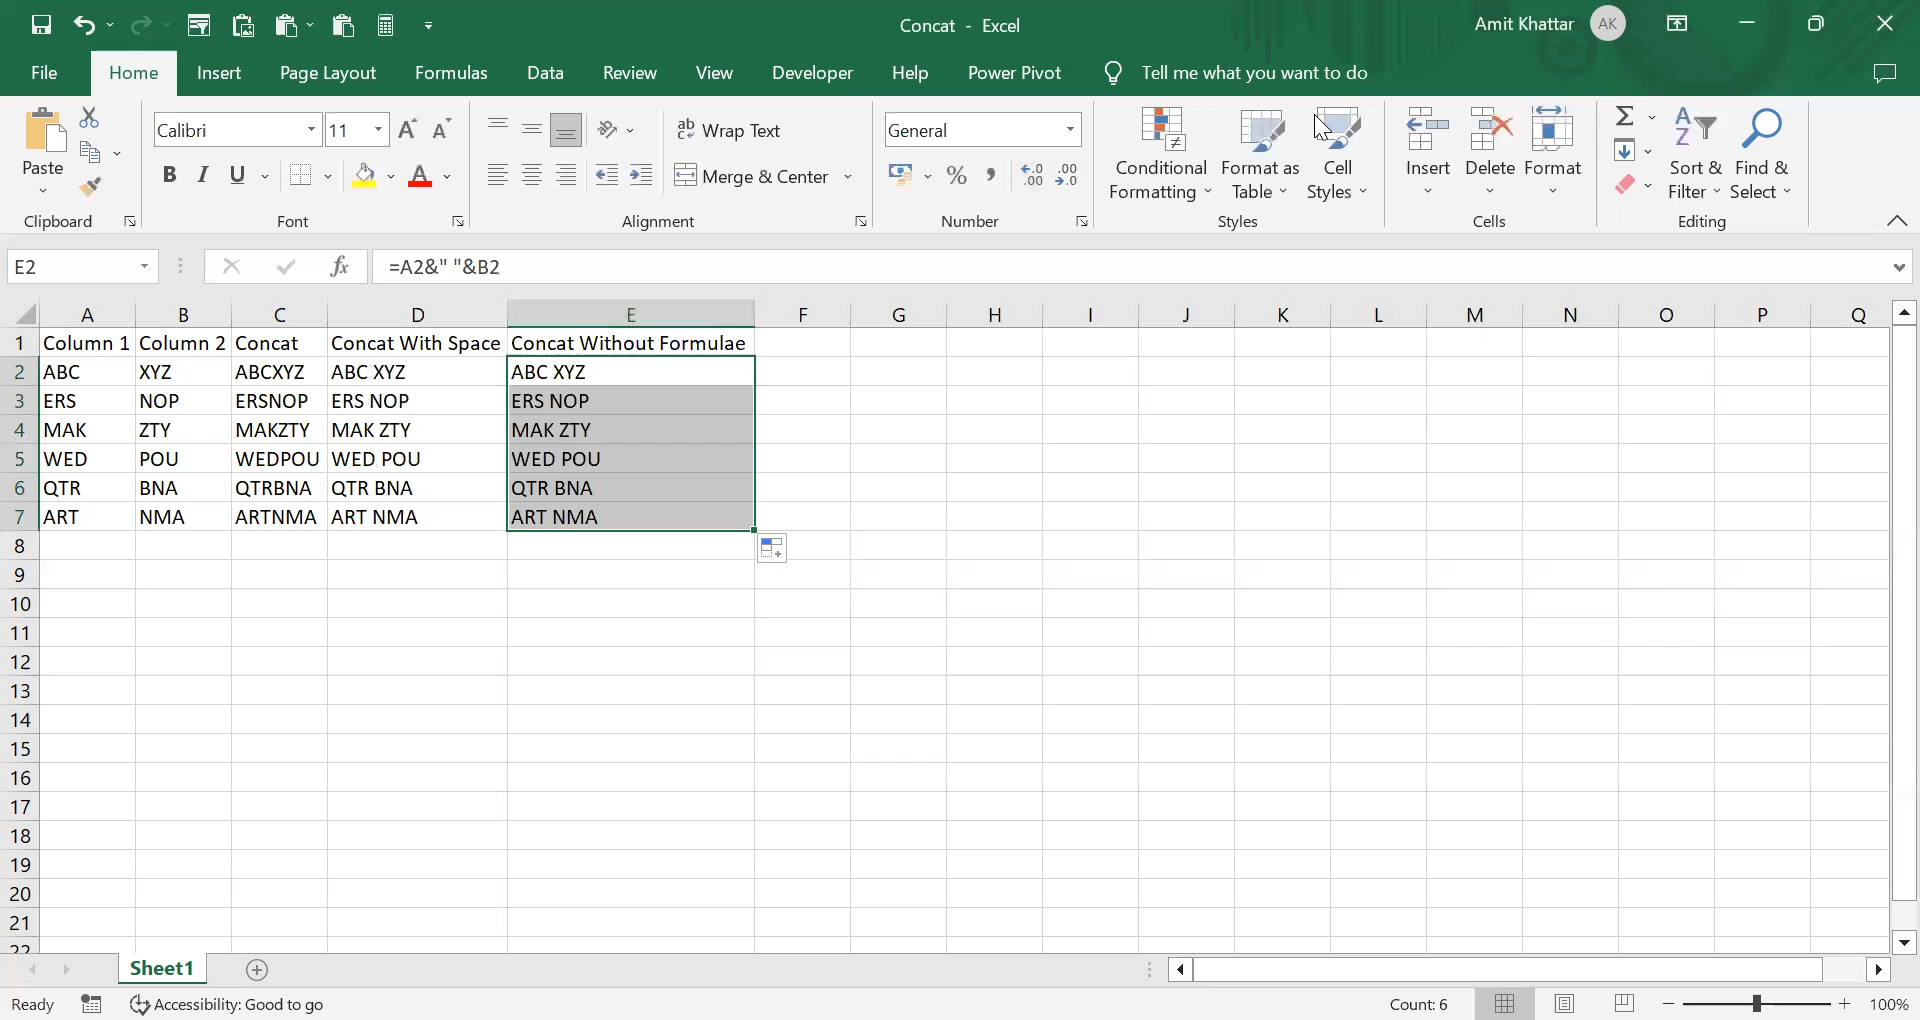 Concat - Excel
Amit Khattar AK
File Home Insert Page Layout Formulas Data Review View Developer Help Power Pivot Tell me what you want to do
Paste
Clipboard
Calibri 11 A A
B I U A
Font
ab c Wrap Text
Merge & Center
Alignment
General
% , .0 .00 .00 .0
Number
Conditional Formatting
Format as Table
Cell Styles
Styles
Insert Delete Format
Cells
Σ
A Z
Sort & Filter
Find & Select
Editing
E2 fx =A2&" "&B2
A B C D E F G H I J K L M N O P Q
1 Column 1 Column 2 Concat Concat With Space Concat Without Formulae
2 ABC XYZ ABCXYZ ABC XYZ ABC XYZ
3 ERS NOP ERSNOP ERS NOP ERS NOP
4 MAK ZTY MAKZTY MAK ZTY MAK ZTY
5 WED POU WEDPOU WED POU WED POU
6 QTR BNA QTRBNA QTR BNA QTR BNA
7 ART NMA ARTNMA ART NMA ART NMA
8
9
10
11
12
13
14
15
16
17
18
19
20
21
22
Sheet1
Ready Accessibility: Good to go Count: 6 100%